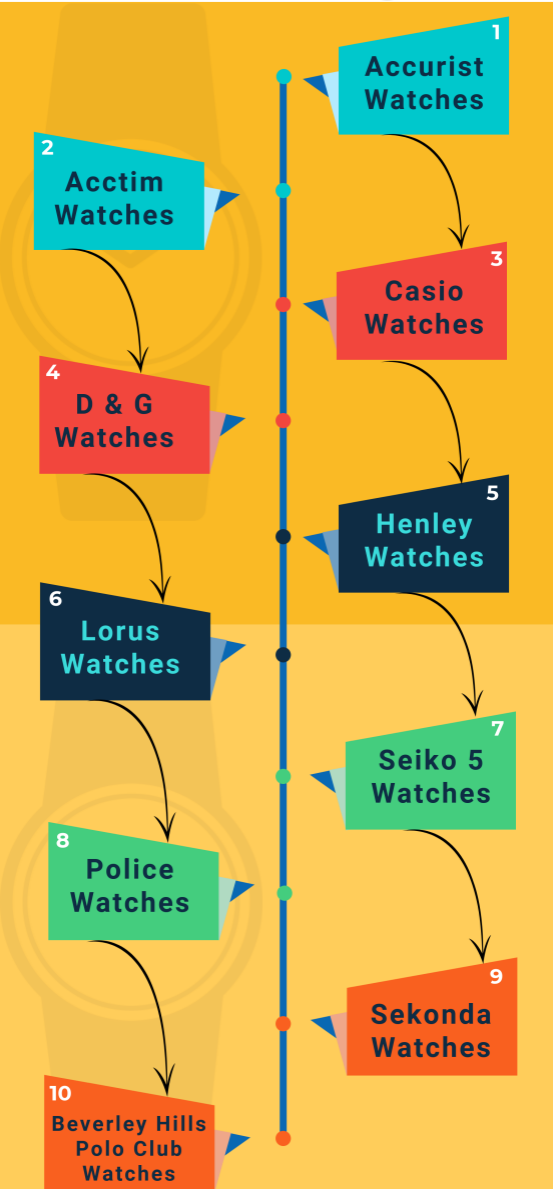 1
Accurist
Watches
2
Acctim
Watches
3
Casio
Watches
4
D & G
Watches
5
Henley
Watches
6
Lorus
Watches
7
Seiko 5
Watches
8
Police
Watches
9
Sekonda
Watches
10
Beverley Hills
Polo Club
Watches